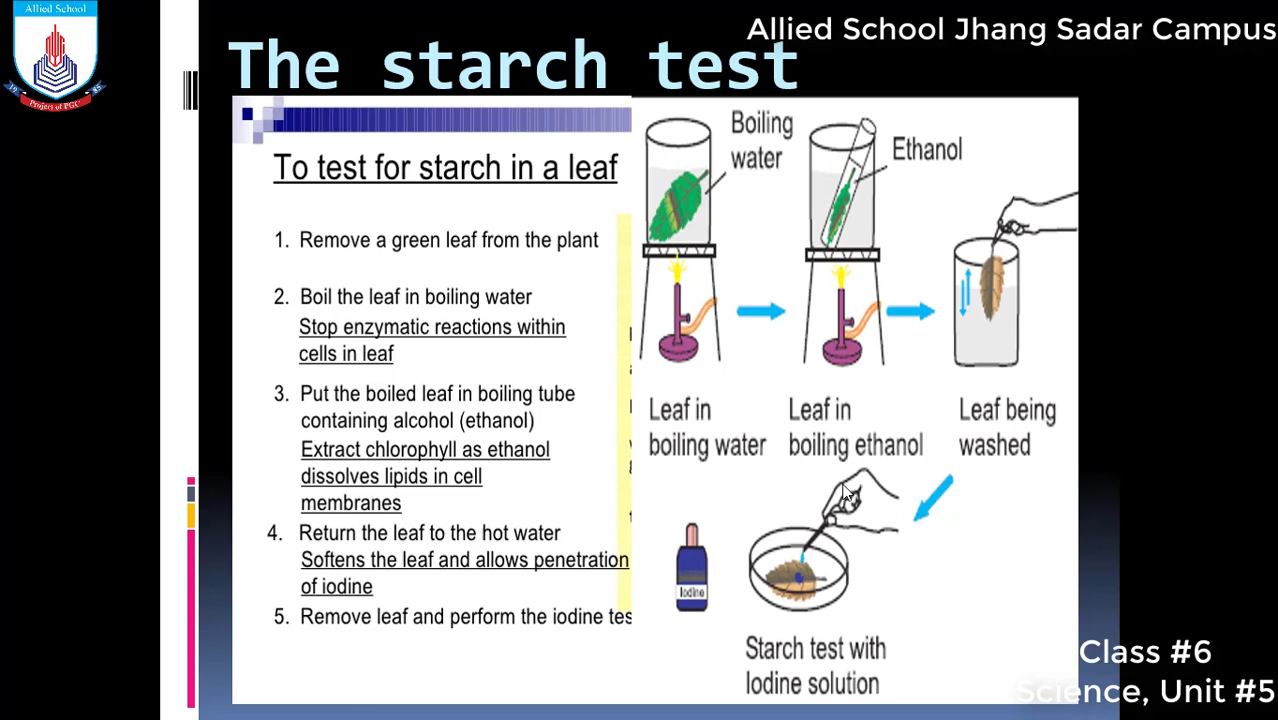 Allied School
19 85
Project of PGC
Allied School Jhang Sadar Campus
The starch test
To test for starch in a leaf
1. Remove a green leaf from the plant
2. Boil the leaf in boiling water
Stop enzymatic reactions within
cells in leaf
3. Put the boiled leaf in boiling tube
containing alcohol (ethanol)
Extract chlorophyll as ethanol
dissolves lipids in cell
membranes
4. Return the leaf to the hot water
Softens the leaf and allows penetration
of iodine
5. Remove leaf and perform the iodine tes
Boiling
water
Ethanol
Leaf in
boiling water
Leaf in
boiling ethanol
Leaf being
washed
Iodine
Starch test with
Iodine solution
Class #6
Science, Unit #5